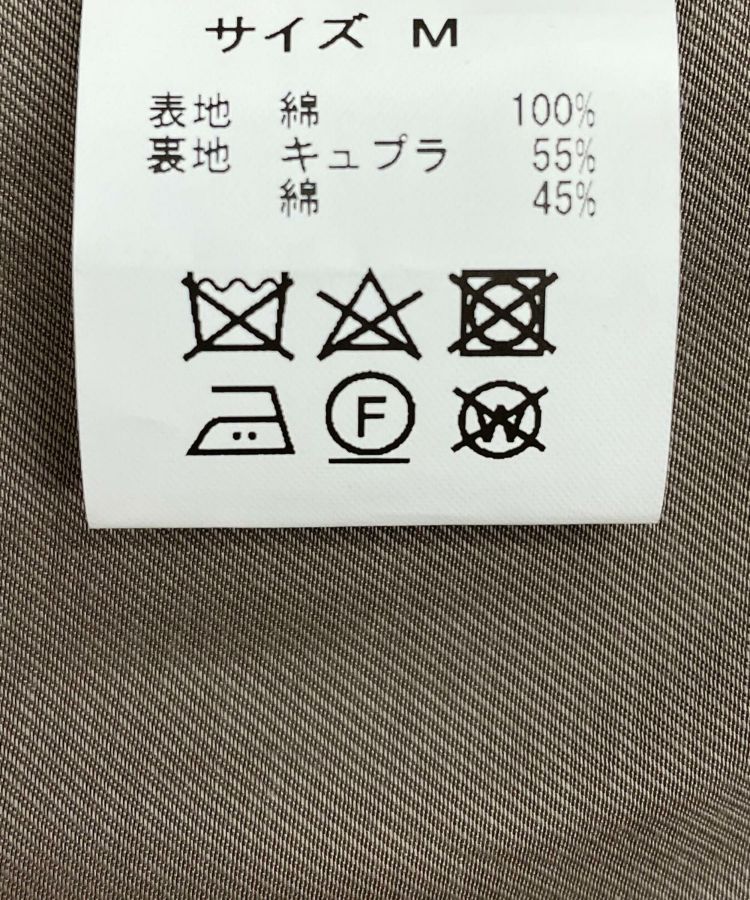 サイズ M
表地 綿 100%
裏地 キュプラ 55%
綿 45%
F
W